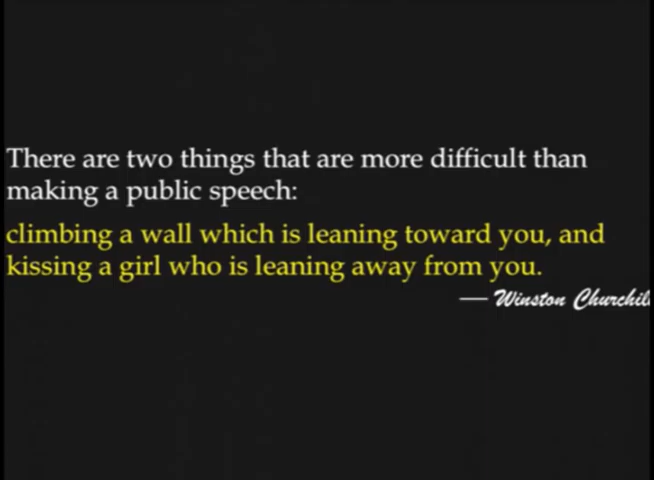 There are two things that are more difficult than
making a public speech:
climbing a wall which is leaning toward you, and
kissing a girl who is leaning away from you.
— Winston Churchill